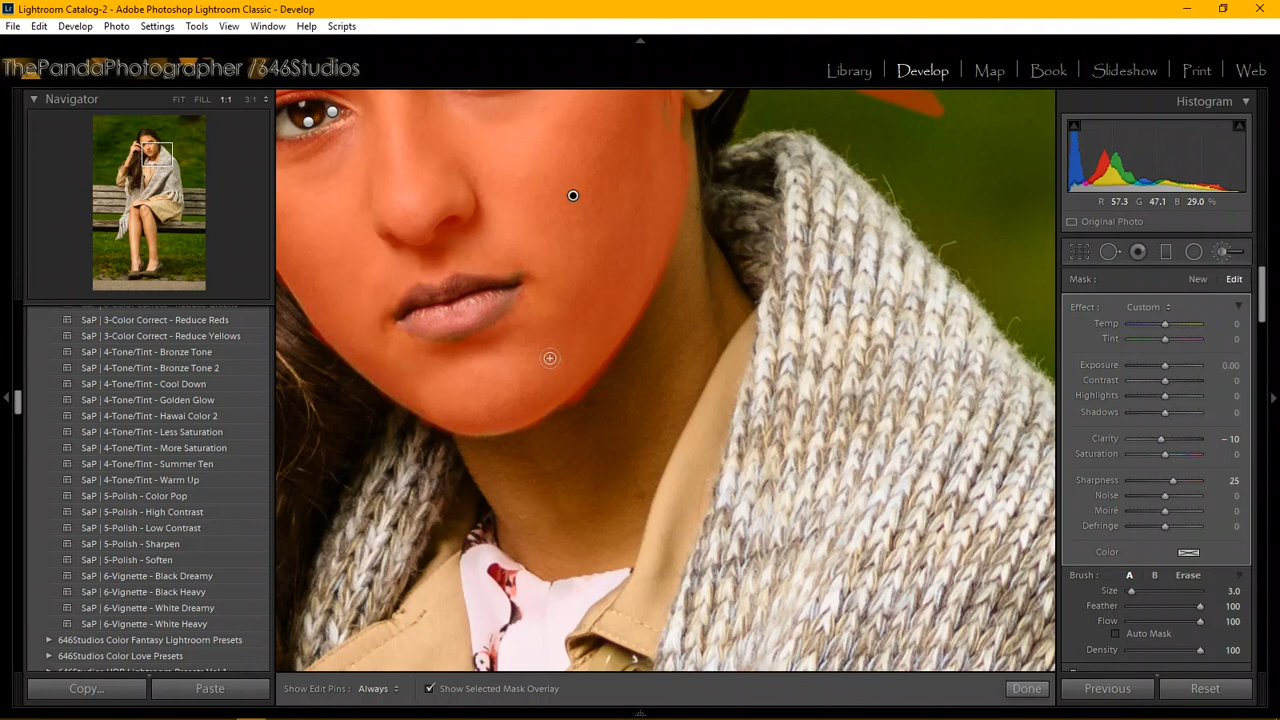 Lr Lightroom Catalog-2 - Adobe Photoshop Lightroom Classic - Develop
File Edit Develop Photo Settings Tools View Window Help Scripts
ThePandaPhotographer /646Studios
Library Develop Map Book Slideshow Print Web
Navigator FIT FILL 1:1 3:1
SaP | 3-Color Correct - Reduce Reds
SaP | 3-Color Correct - Reduce Yellows
SaP | 4-Tone/Tint - Bronze Tone
SaP | 4-Tone/Tint - Bronze Tone 2
SaP | 4-Tone/Tint - Cool Down
SaP | 4-Tone/Tint - Golden Glow
SaP | 4-Tone/Tint - Hawai Color 2
SaP | 4-Tone/Tint - Less Saturation
SaP | 4-Tone/Tint - More Saturation
SaP | 4-Tone/Tint - Summer Ten
SaP | 4-Tone/Tint - Warm Up
SaP | 5-Polish - Color Pop
SaP | 5-Polish - High Contrast
SaP | 5-Polish - Low Contrast
SaP | 5-Polish - Sharpen
SaP | 5-Polish - Soften
SaP | 6-Vignette - Black Dreamy
SaP | 6-Vignette - Black Heavy
SaP | 6-Vignette - White Dreamy
SaP | 6-Vignette - White Heavy
646Studios Color Fantasy Lightroom Presets
646Studios Color Love Presets
Copy... Paste
Show Edit Pins : Always Show Selected Mask Overlay Done
Histogram
R 57.3 G 47.1 B 29.0 %
Original Photo
Mask : New Edit
Effect : Custom
Temp 0
Tint 0
Exposure 0.00
Contrast 0
Highlights 0
Shadows 0
Clarity – 10
Saturation 0
Sharpness 25
Noise 0
Moiré 0
Defringe 0
Color
Brush : A B Erase
Size 3.0
Feather 100
Flow 100
Auto Mask
Density 100
Previous Reset